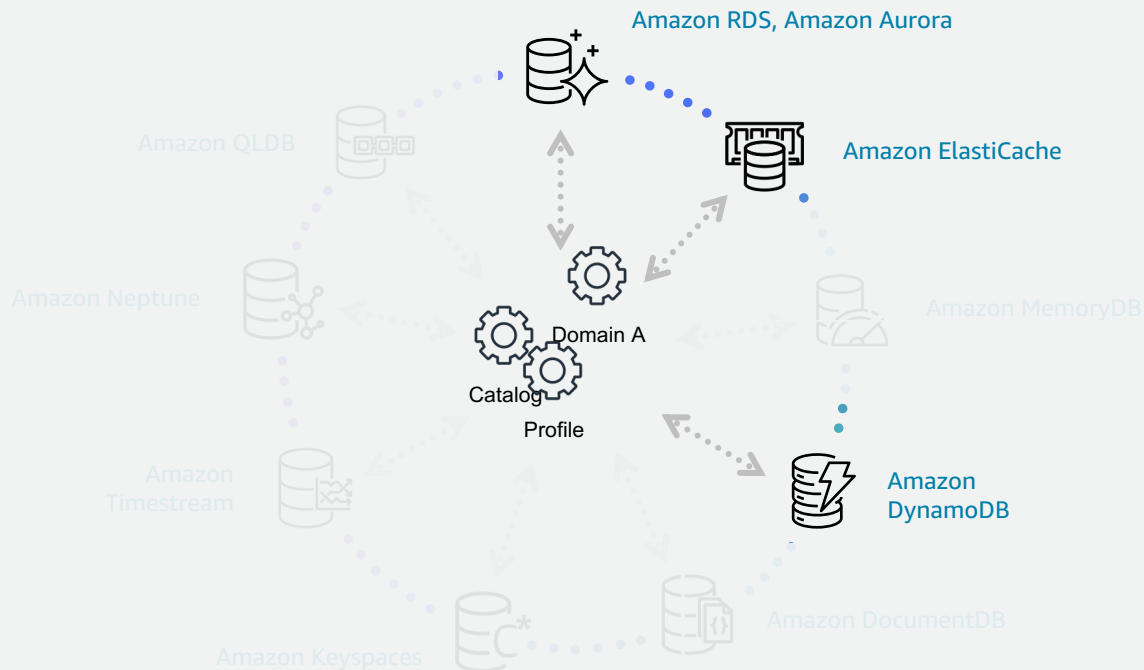 Amazon RDS, Amazon Aurora
Amazon QLDB
Amazon ElastiCache
Amazon Neptune
Amazon MemoryDB
Domain A
Catalog
Profile
Amazon
Timestream
Amazon
DynamoDB
Amazon DocumentDB
Amazon Keyspaces
C*
{}